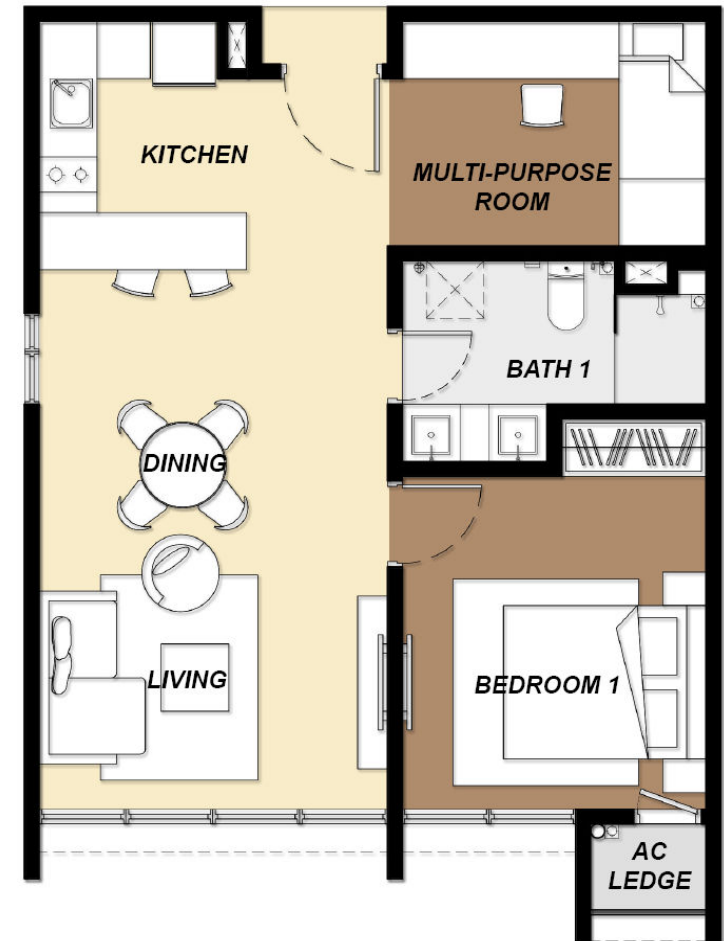 KITCHEN
MULTI-PURPOSE
ROOM
BATH 1
DINING
LIVING
BEDROOM 1
AC
LEDGE